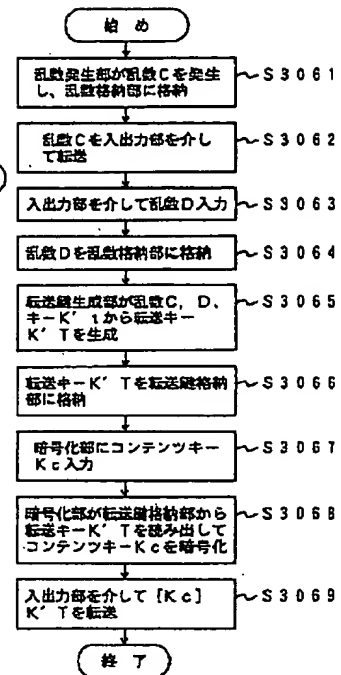 始め
乱数発生部が乱数Cを発生
し、乱数格納部に格納
S3061
乱数Cを入出力部を介し
て転送
S3062
入出力部を介して乱数D入力
S3063
乱数Dを乱数格納部に格納
S3064
転送鍵生成部が乱数C,D、
キーK′tから転送キー
K′Tを生成
S3065
転送キーK′Tを転送鍵格納
部に格納
S3066
暗号化部にコンテンツキー
Kc入力
S3067
暗号化部が転送鍵格納部から
転送キーK′Tを読み出して
コンテンツキーKcを暗号化
S3068
入出力部を介して[Kc]
K′Tを転送
S3069
終了